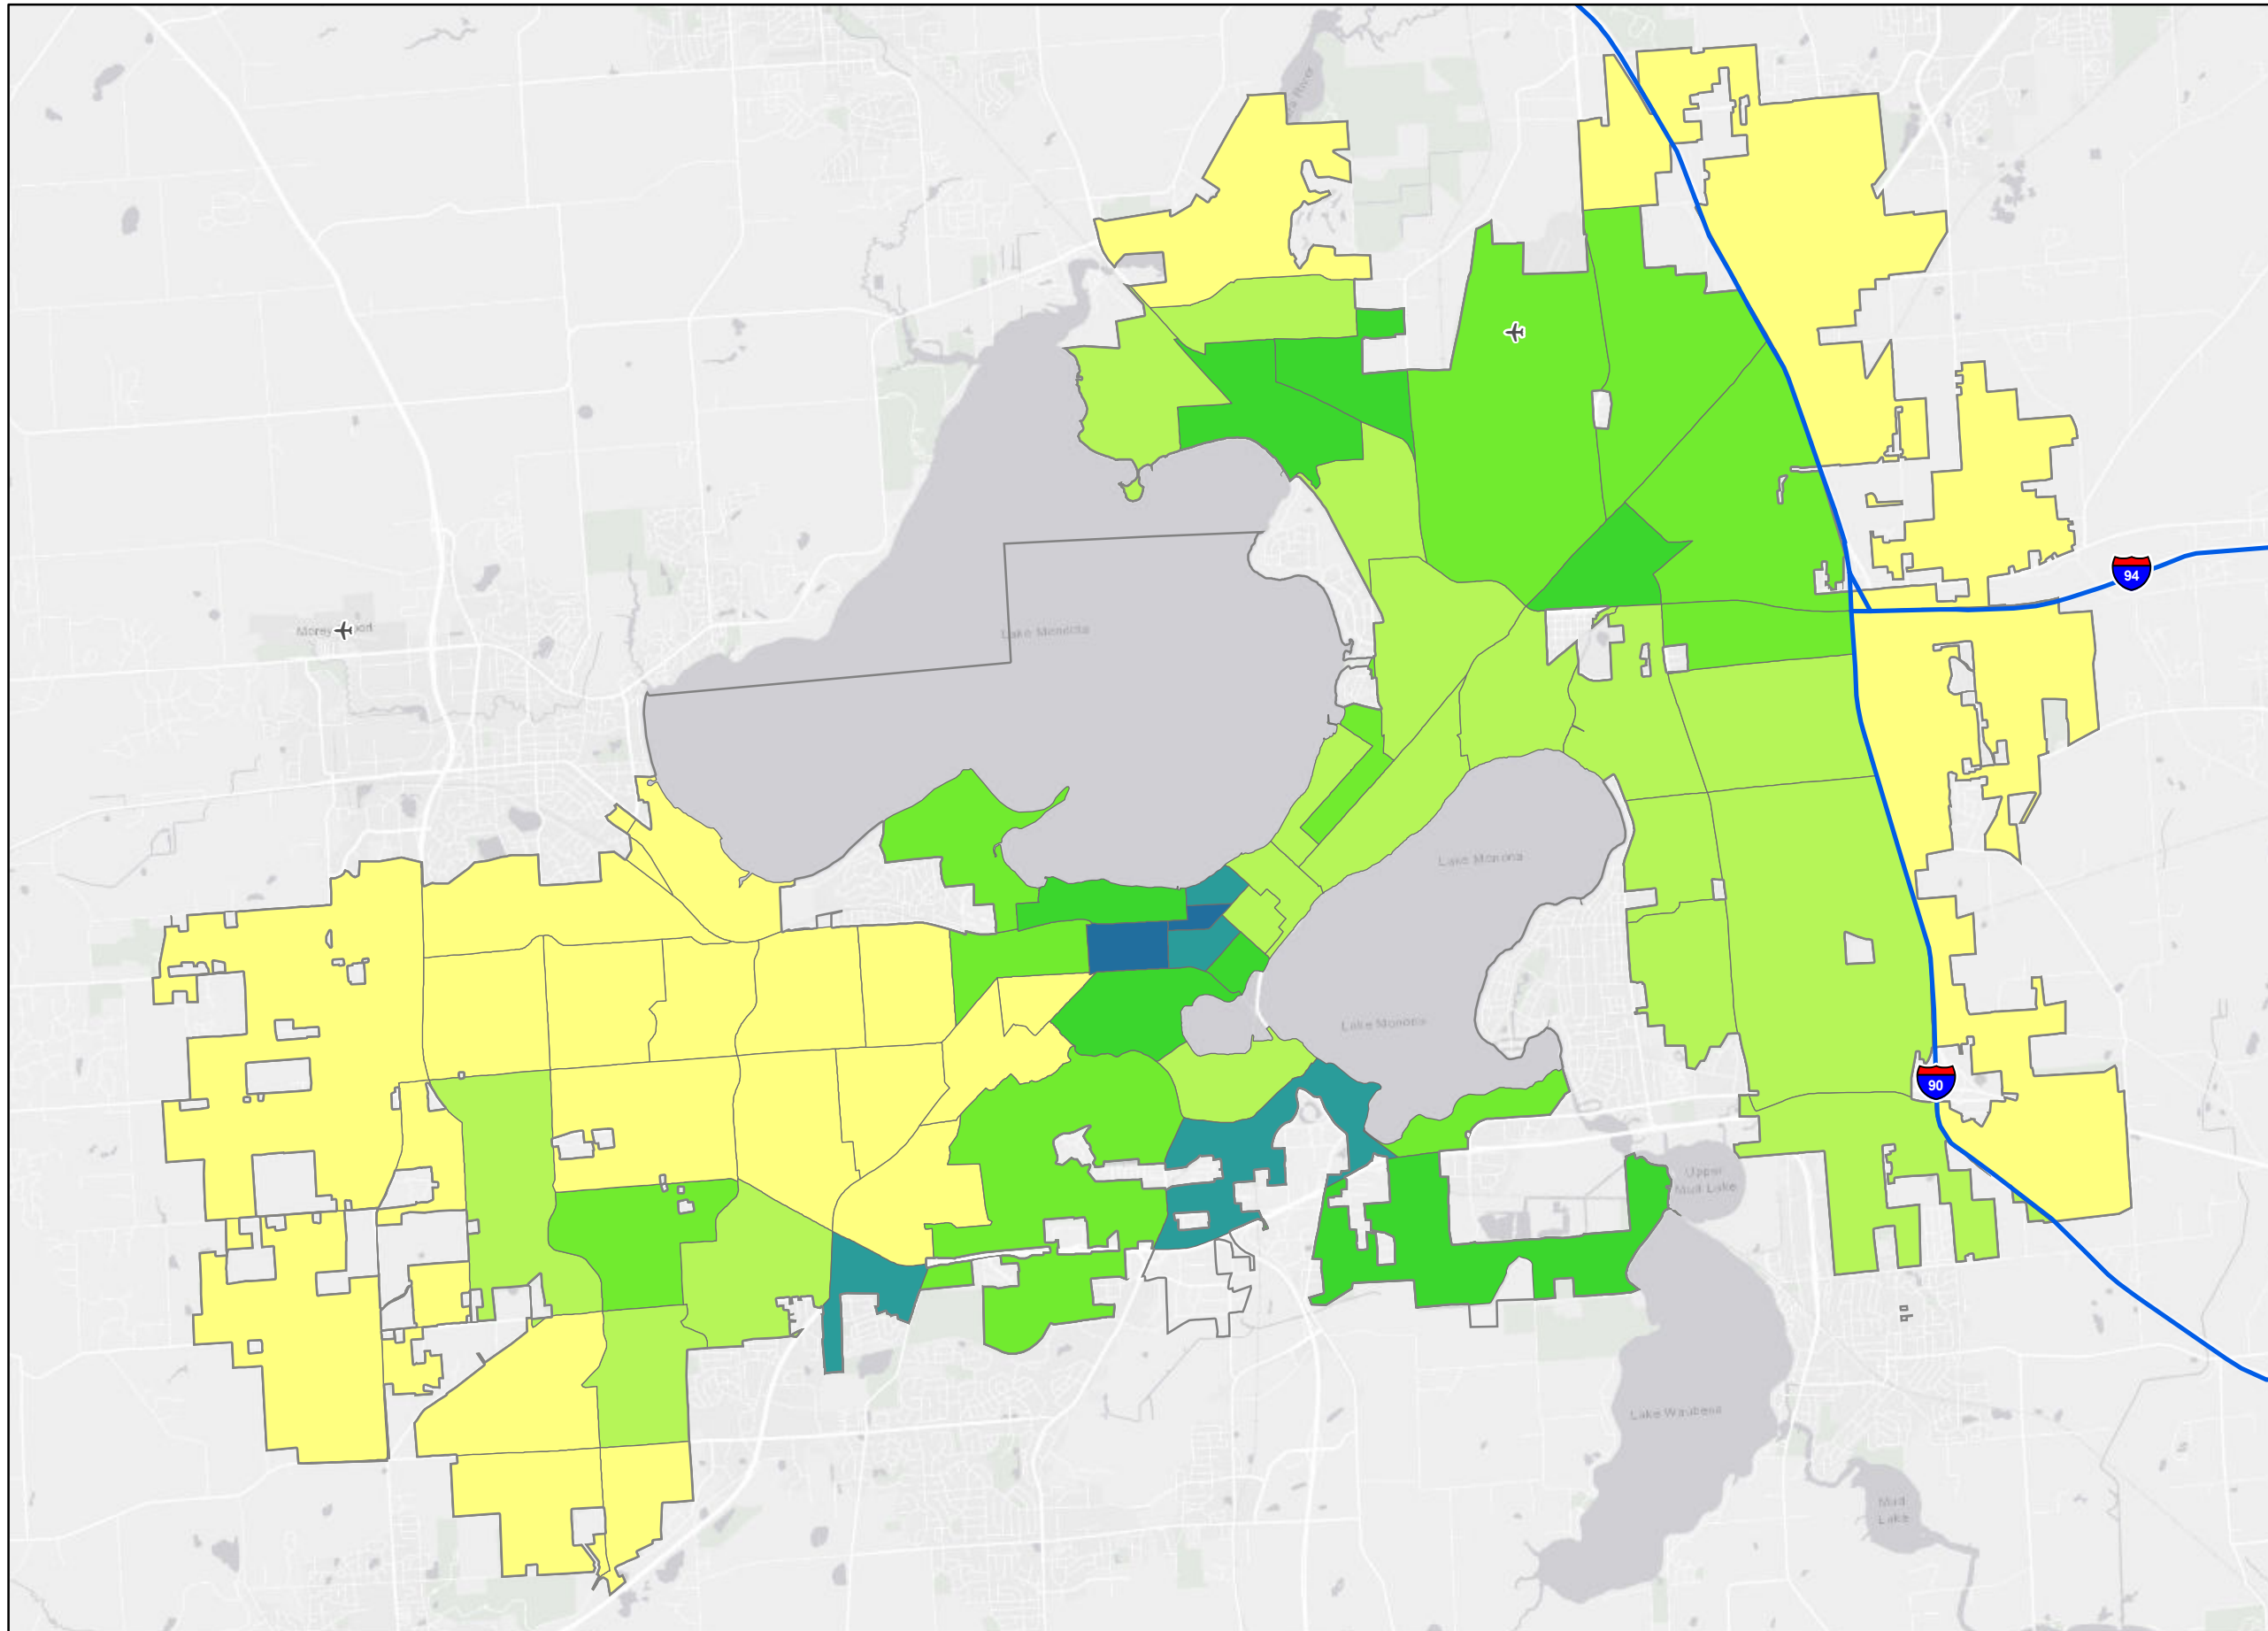 Lake Mendota
94
Lake Monona
Lake Monona
90
Upper
Mud Lake
Lake Waubesa
Mud
Lake